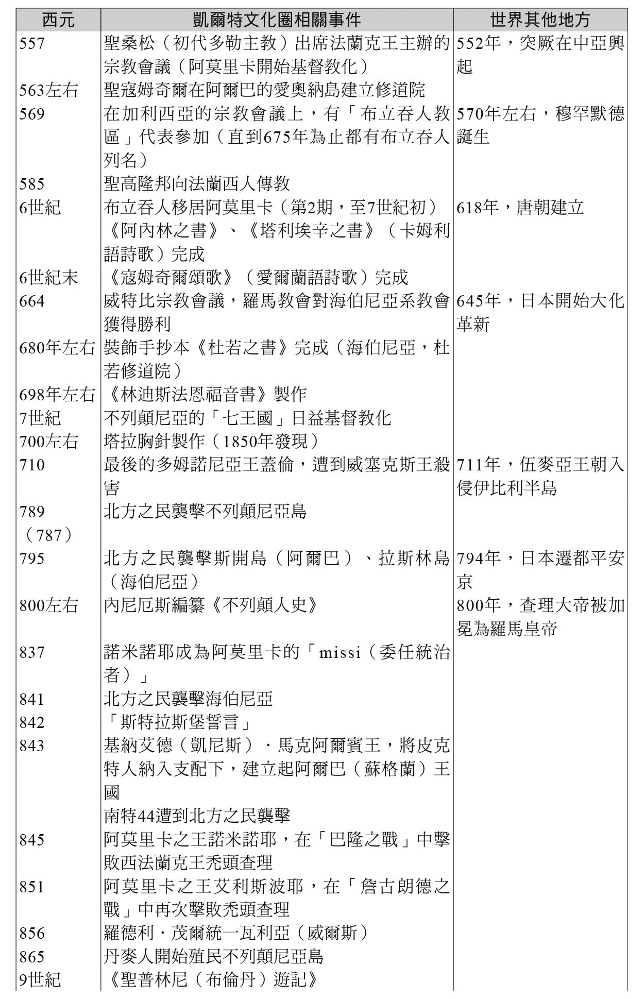 西元 凱爾特文化圈相關事件 世界其他地方
557 聖桑松（初代多勒主教）出席法蘭克王主辦的 552年，突厥在中亞興
宗教會議（阿莫里卡開始基督教化） 起
563左右 聖寇姆奇爾在阿爾巴的愛奧納島建立修道院
569 在加利西亞的宗教會議上，有「布立吞人教 570年左右，穆罕默德
區」代表參加（直到675年為止都有布立吞人 誕生
列名）
585 聖高隆邦向法蘭西人傳教
6世紀 布立吞人移居阿莫里卡（第2期，至7世紀初） 618年，唐朝建立
《阿內林之書》、《塔利埃辛之書》（卡姆利
語詩歌）完成
6世紀末 《寇姆奇爾頌歌》（愛爾蘭語詩歌）完成
664 威特比宗教會議，羅馬教會對海伯尼亞系教會 645年，日本開始大化
獲得勝利 革新
680年左右 裝飾手抄本《杜若之書》完成（海伯尼亞，杜
若修道院）
698年左右 《林迪斯法恩福音書》製作
7世紀 不列顛尼亞的「七王國」日益基督教化
700左右 塔拉胸針製作（1850年發現）
710 最後的多姆諾尼亞王蓋倫，遭到威塞克斯王殺 711年，伍麥亞王朝入
害 侵伊比利半島
789 北方之民襲擊不列顛尼亞島
（787）
795 北方之民襲擊斯開島（阿爾巴）、拉斯林島 794年，日本遷都平安
（海伯尼亞） 京
800左右 內尼厄斯編纂《不列顛人史》 800年，查理大帝被加
冕為羅馬皇帝
837 諾米諾耶成為阿莫里卡的「missi（委任統治
者）」
841 北方之民襲擊海伯尼亞
842 「斯特拉斯堡誓言」
843 基納艾德（凱尼斯）．馬克阿爾賓王，將皮克
特人納入支配下，建立起阿爾巴（蘇格蘭）王
國
南特44遭到北方之民襲擊
845 阿莫里卡之王諾米諾耶，在「巴隆之戰」中擊
敗西法蘭克王禿頭查理
851 阿莫里卡之王艾利斯波耶，在「詹古朗德之
戰」中再次擊敗禿頭查理
856 羅德利．茂爾統一瓦利亞（威爾斯）
865 丹麥人開始殖民不列顛尼亞島
9世紀 《聖普林尼（布倫丹）遊記》